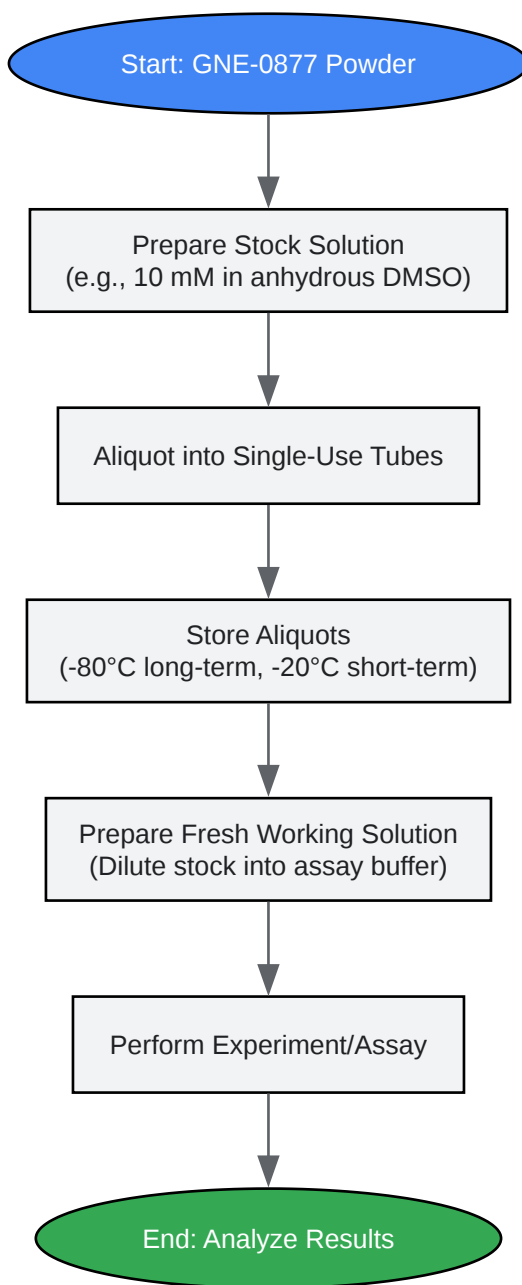 Start: GNE-0877 Powder
Prepare Stock Solution
(e.g., 10 mM in anhydrous DMSO)
Aliquot into Single-Use Tubes
Store Aliquots
(-80°C long-term, -20°C short-term)
Prepare Fresh Working Solution
(Dilute stock into assay buffer)
Perform Experiment/Assay
End: Analyze Results